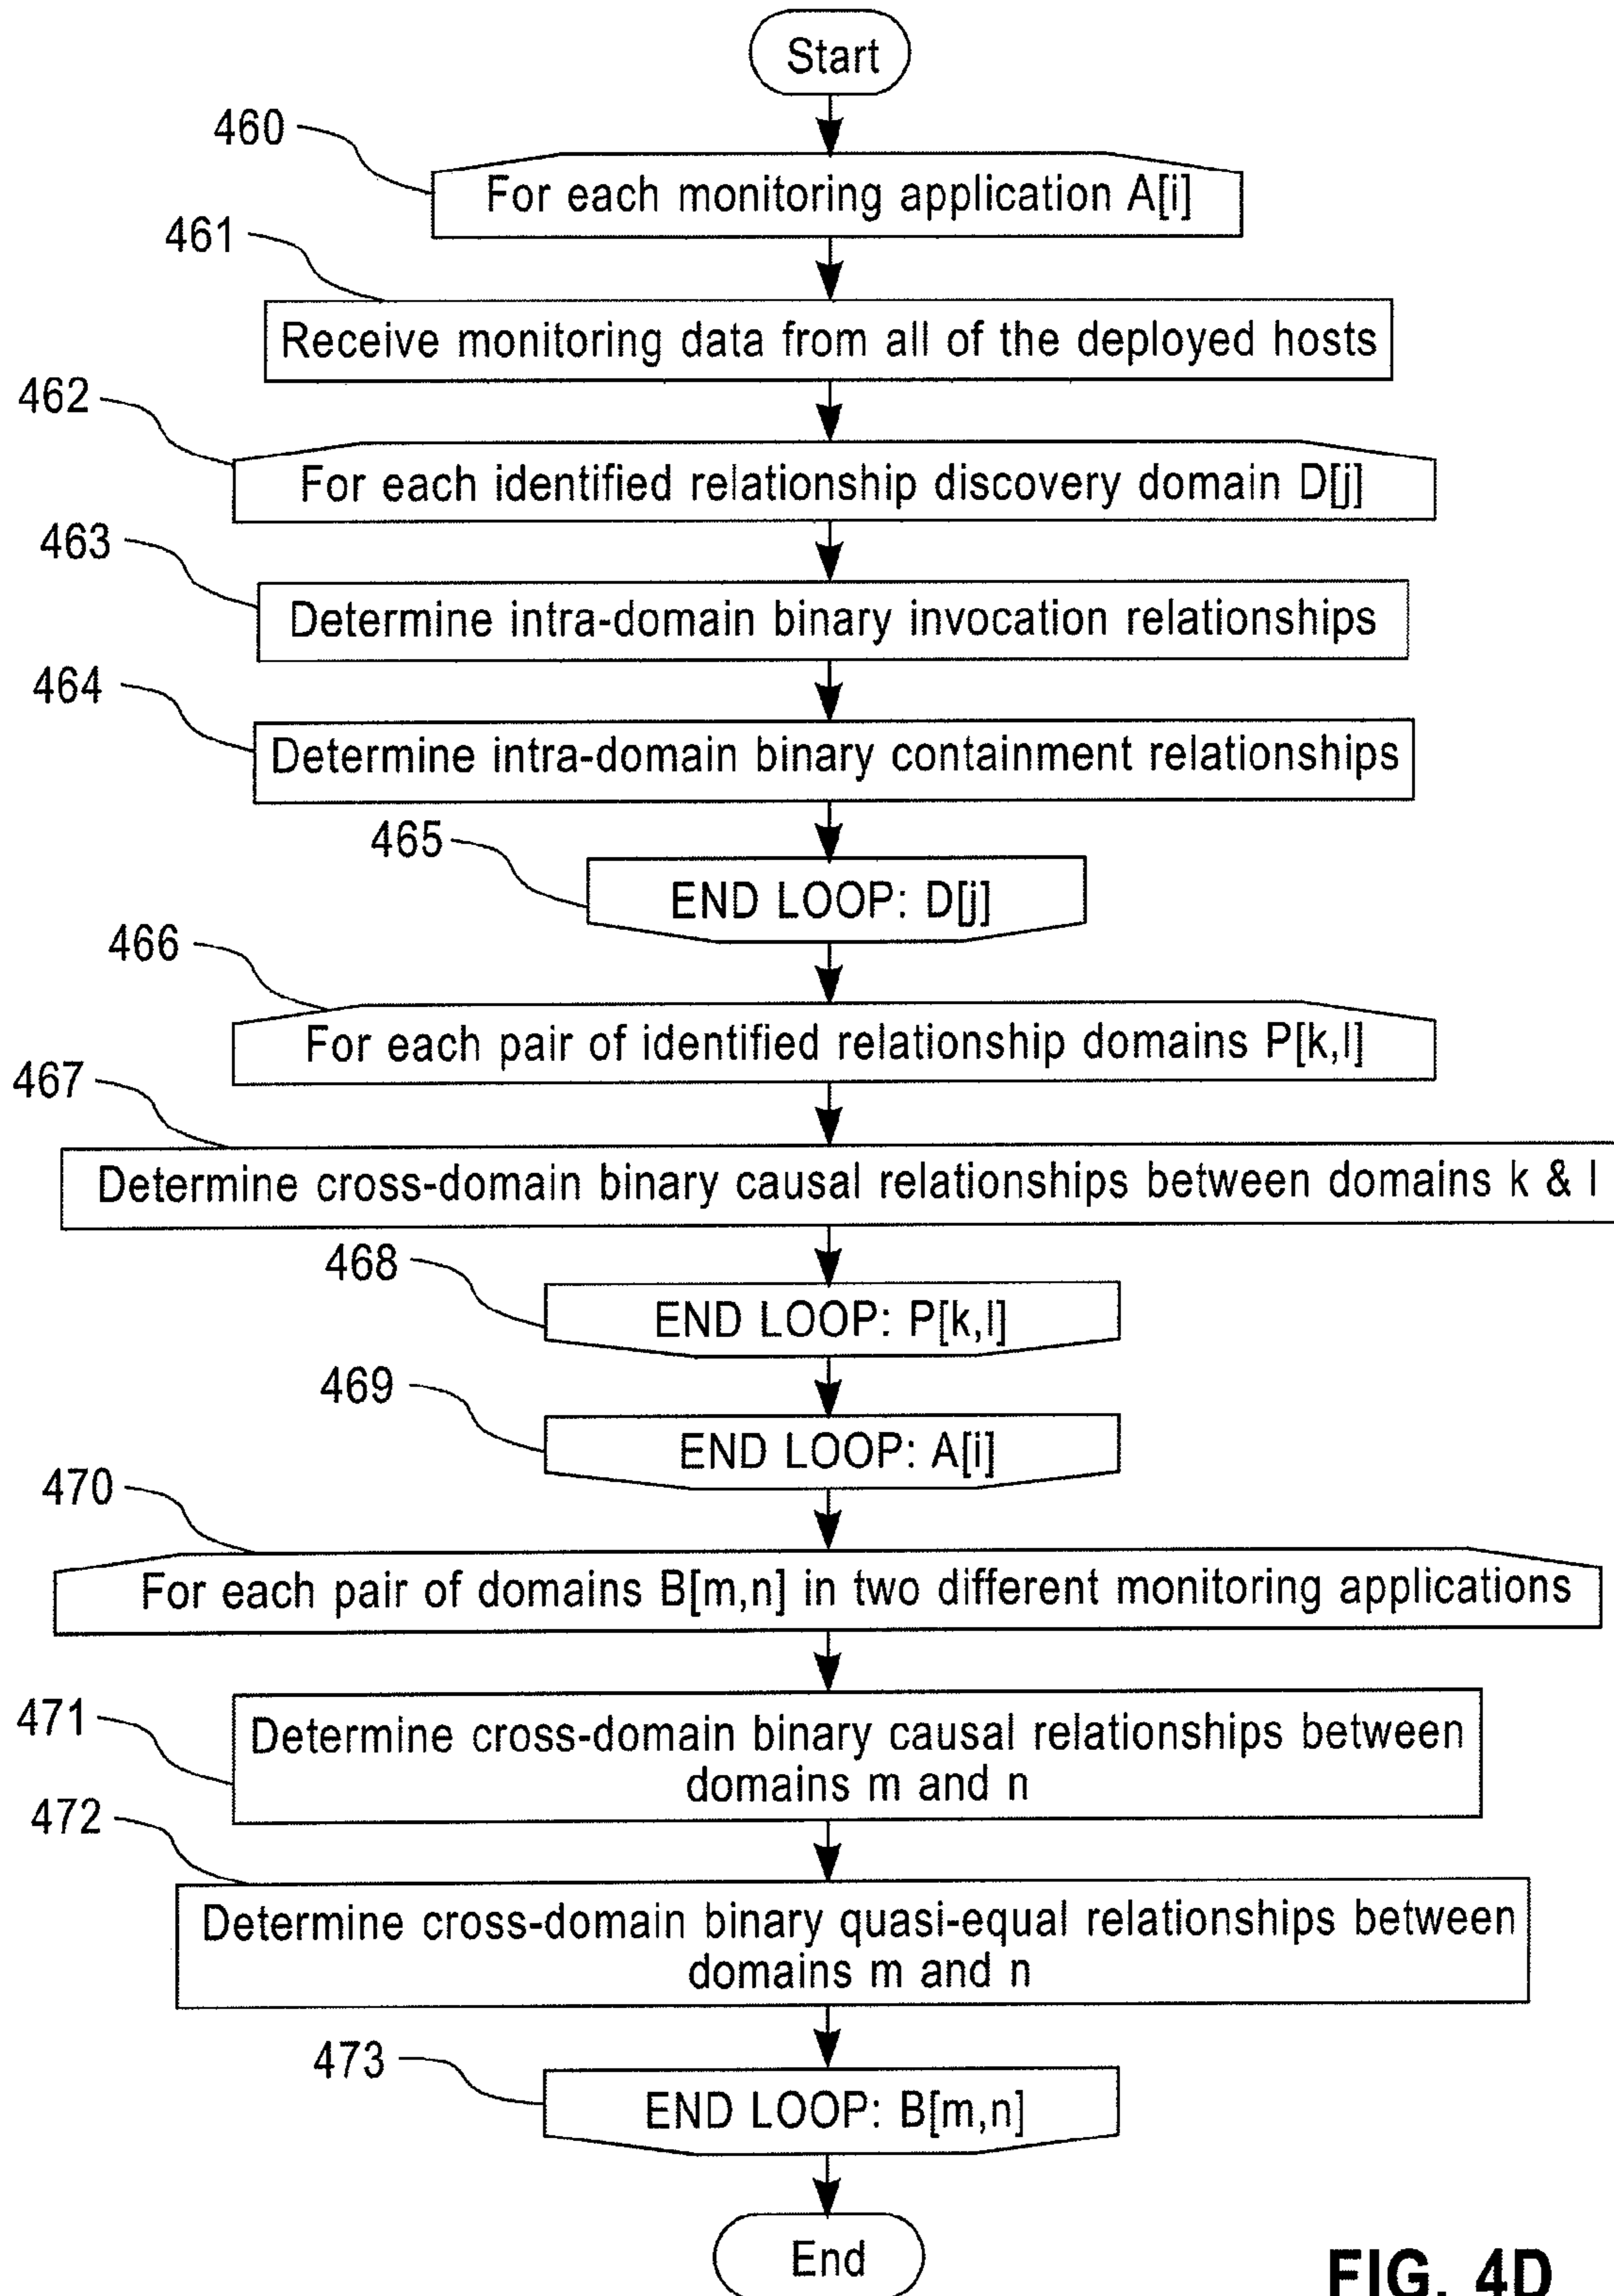 Start
460
For each monitoring application A[i]
461
Receive monitoring data from all of the deployed hosts
462
For each identified relationship discovery domain D[j]
463
Determine intra-domain binary invocation relationships
464
Determine intra-domain binary containment relationships
465
END LOOP: D[j]
466
For each pair of identified relationship domains P[k,l]
467
Determine cross-domain binary causal relationships between domains k & l
468
END LOOP: P[k,l]
469
END LOOP: A[i]
470
For each pair of domains B[m,n] in two different monitoring applications
471
Determine cross-domain binary causal relationships between
domains m and n
472
Determine cross-domain binary quasi-equal relationships between
domains m and n
473
END LOOP: B[m,n]
End
FIG. 4D